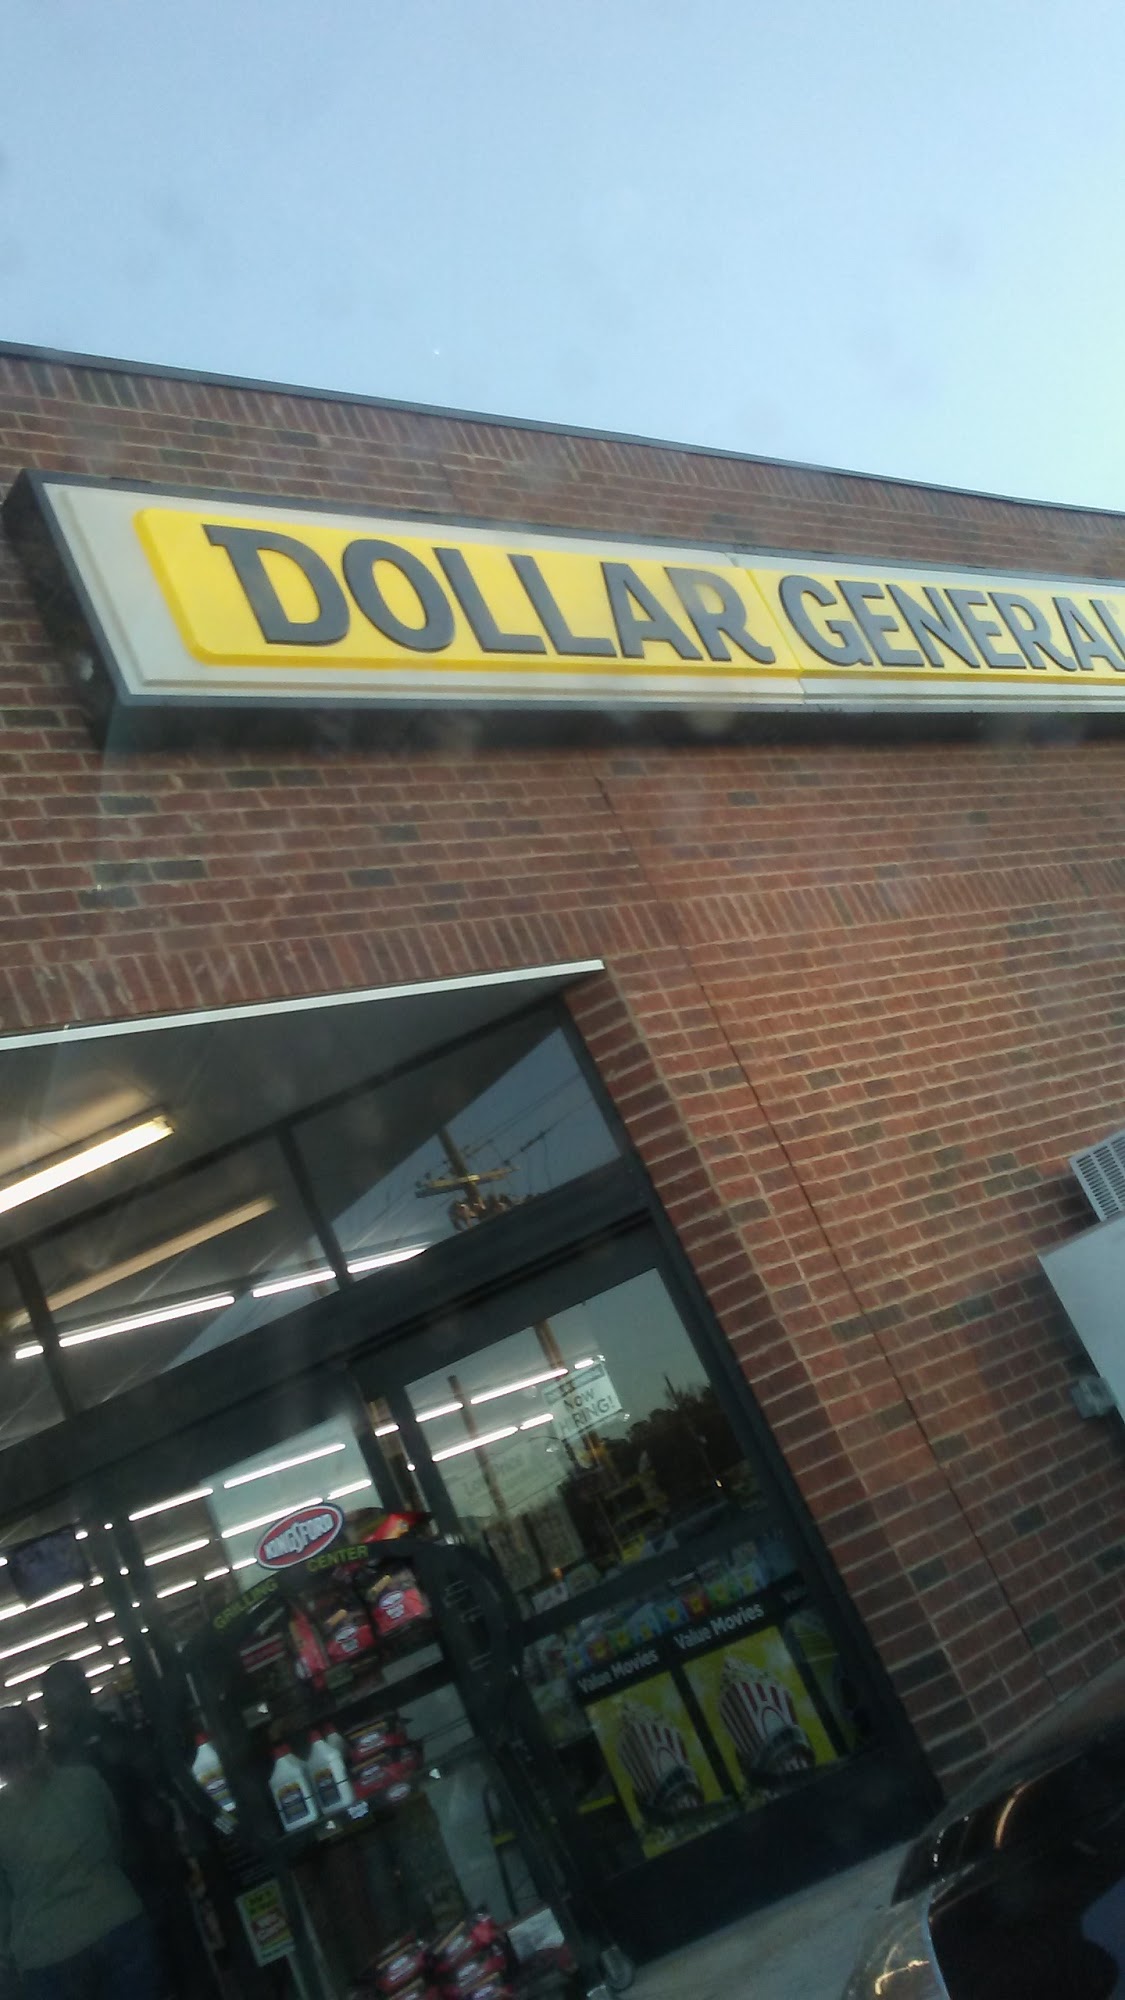 DOLLAR GENERAL
NOW
HIRING!
KINGSFORD
GRILLING CENTER
Value Movies
Value Movies